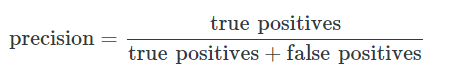 precision = true positives / true positives + false positives